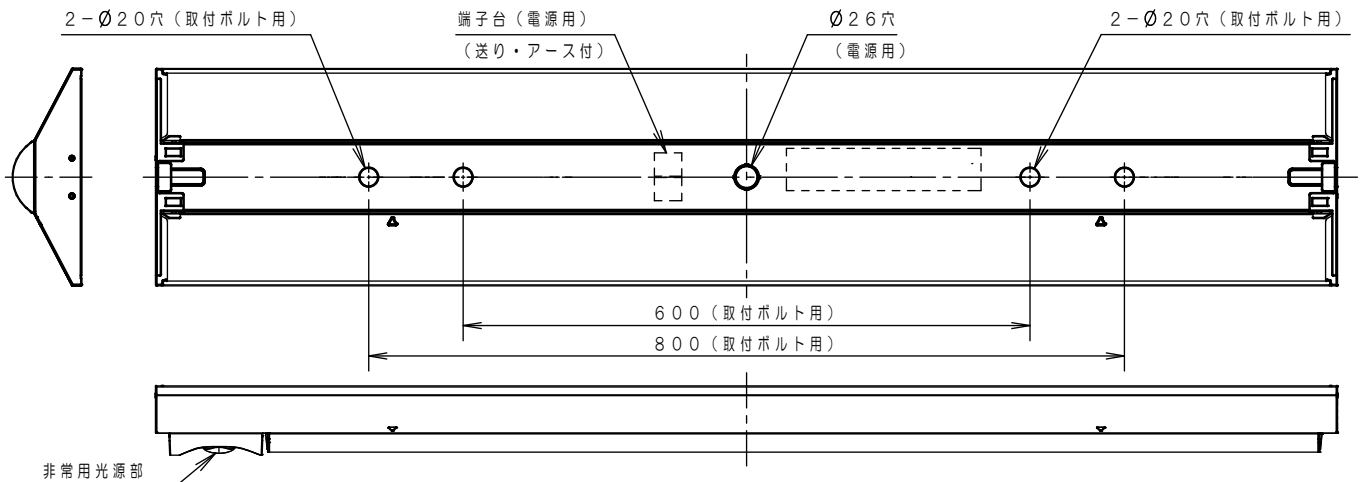 2-Ø20穴(取付ボルト用)
端子台(電源用)
(送り・アース付)
Ø26穴
(電源用)
2-Ø20穴(取付ボルト用)
600(取付ボルト用)
800(取付ボルト用)
非常用光源部